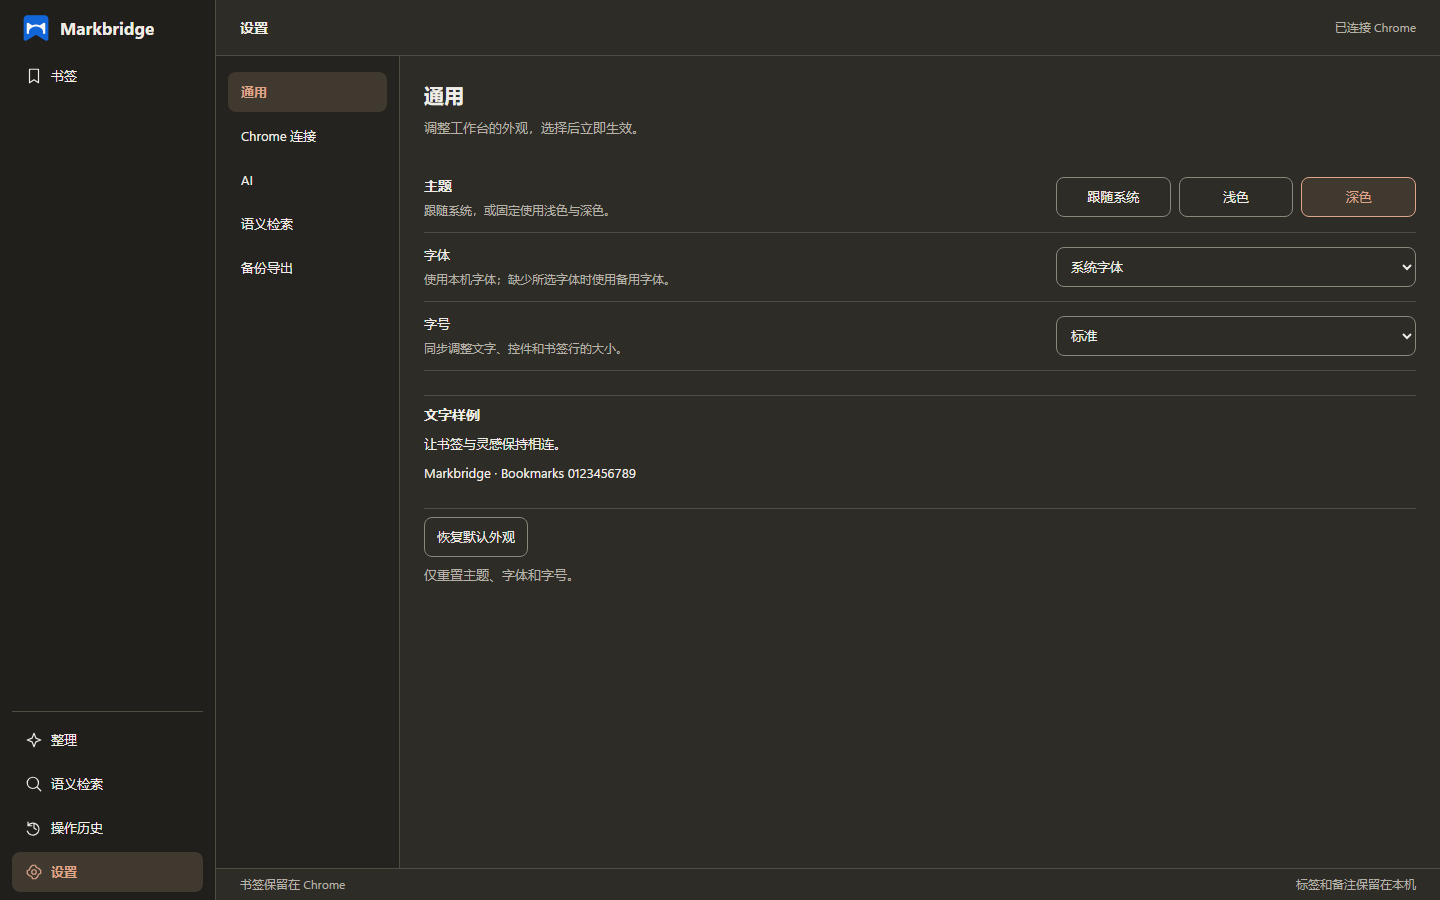 Markbridge
书签
整理
语义检索
操作历史
设置
设置
已连接 Chrome
通用
Chrome 连接
AI
语义检索
备份导出
通用
调整工作台的外观，选择后立即生效。
主题
跟随系统，或固定使用浅色与深色。
跟随系统
浅色
深色
字体
使用本机字体；缺少所选字体时使用备用字体。
系统字体
字号
同步调整文字、控件和书签行的大小。
标准
文字样例
让书签与灵感保持相连。
Markbridge · Bookmarks 0123456789
恢复默认外观
仅重置主题、字体和字号。
书签保留在 Chrome
标签和备注保留在本机